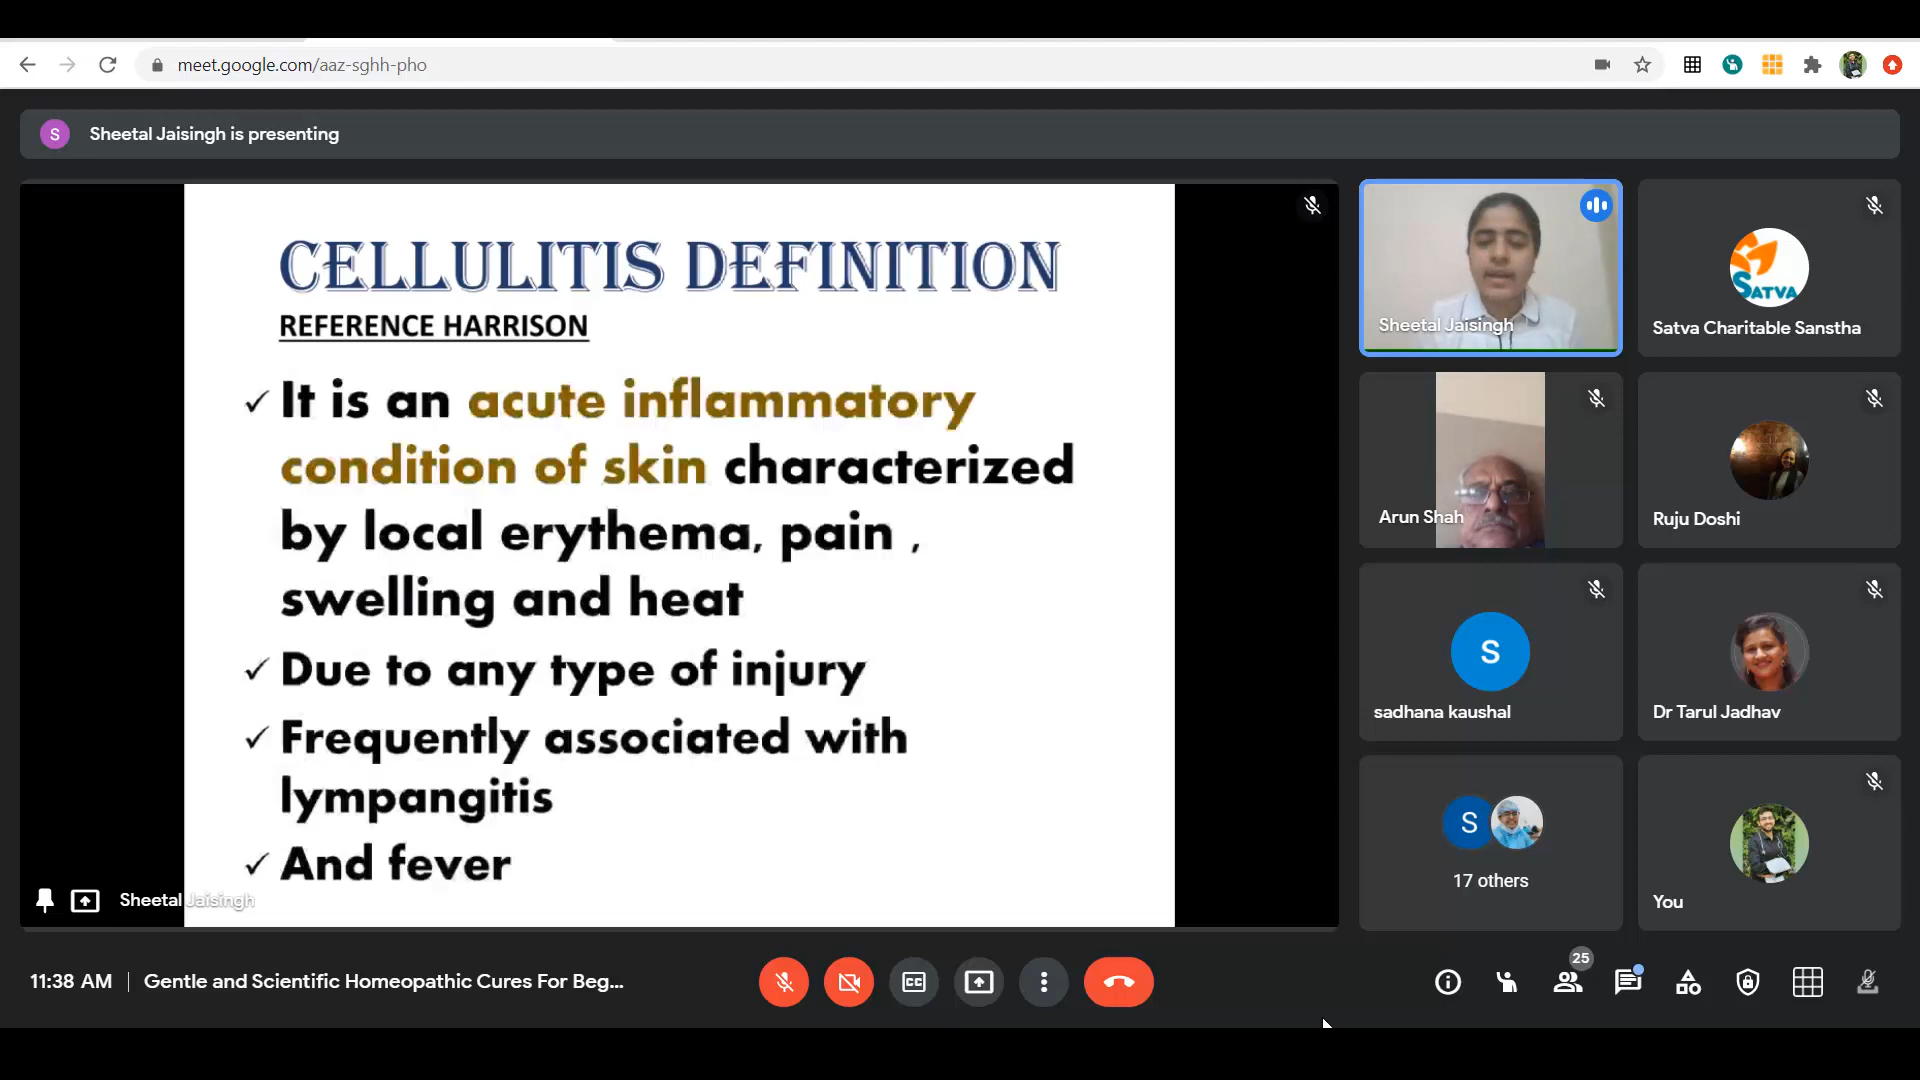 meet.google.com/aaz-sghh-pho
S
Sheetal Jaisingh is presenting
CELLULITIS DEFINITION
REFERENCE HARRISON
✓ It is an acute inflammatory
condition of skin characterized
by local erythema, pain ,
swelling and heat
✓ Due to any type of injury
✓ Frequently associated with
lympangitis
✓ And fever
Sheetal Jaisingh
Sheetal Jaisingh
SATVA
Satva Charitable Sanstha
Arun Shah
Ruju Doshi
S
sadhana kaushal
Dr Tarul Jadhav
S
17 others
You
11:38 AM
Gentle and Scientific Homeopathic Cures For Beg...
CC
25